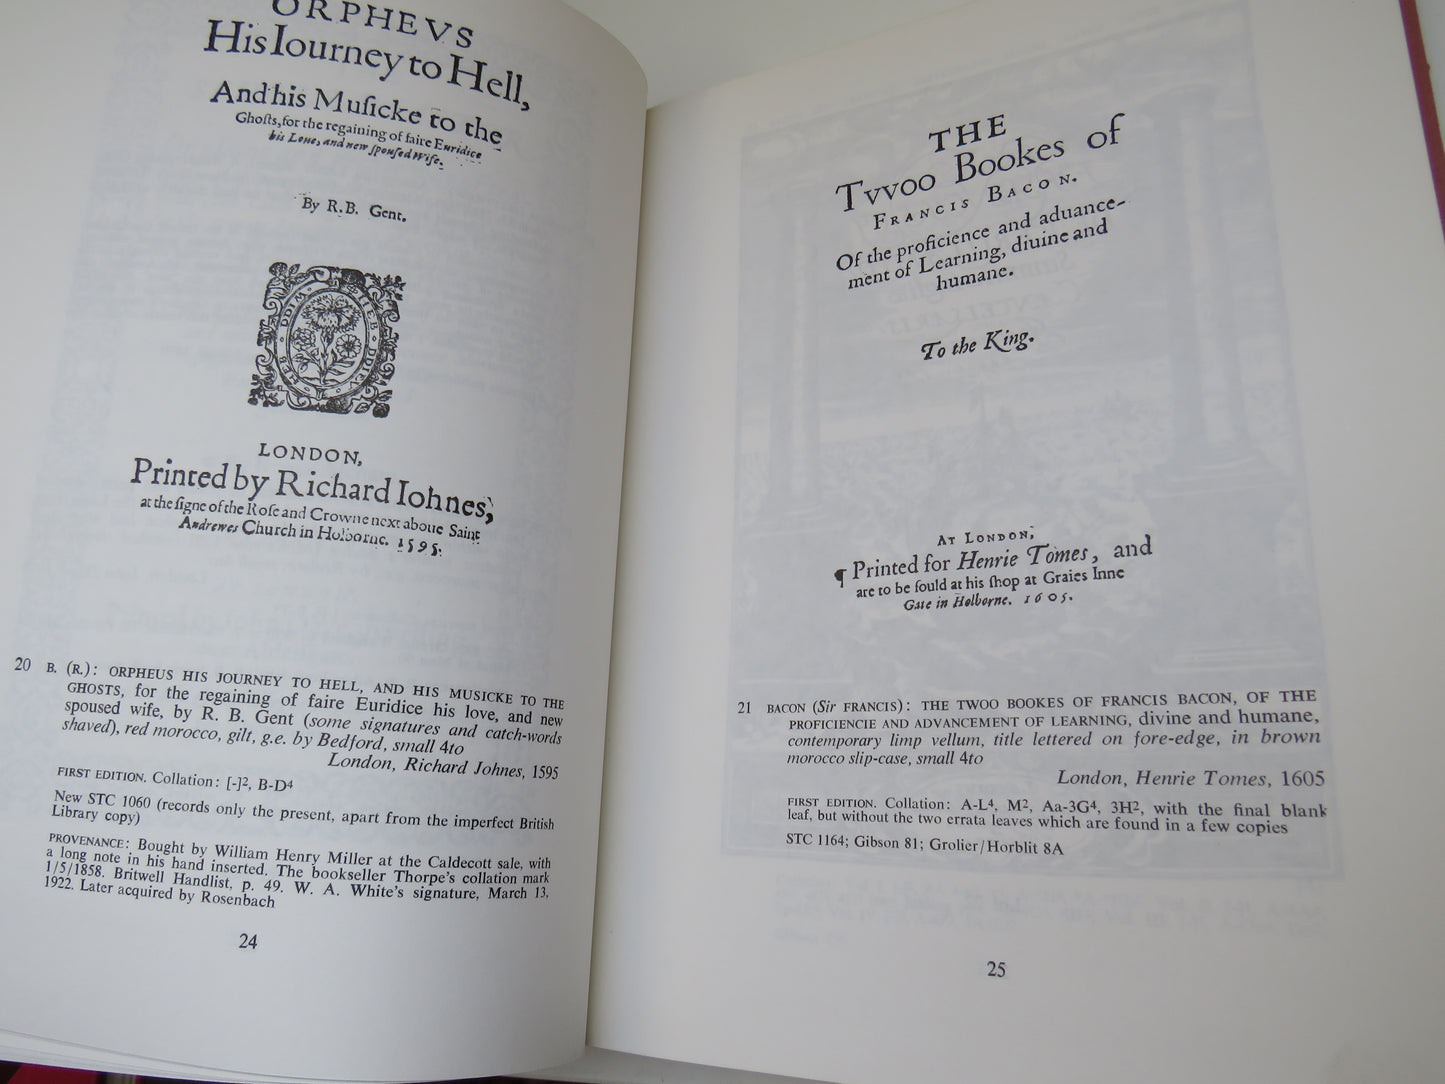 ORPHEVS
His Iourney to Hell,
And his Muſicke to the
Ghoſts, for the regaining of faire Euridice
his Loue, and new ſpouſed Wife.
By R.B. Gent.
LONDON,
Printed by Richard Iohnes,
at the ſigne of the Roſe and Crowne next aboue Saint
Andrewes Church in Holborne. 1595.
20 B. (R.): ORPHEUS HIS JOURNEY TO HELL, AND HIS MUSICKE TO THE
GHOSTS, for the regaining of faire Euridice his love, and new
spoused wife, by R. B. Gent (some signatures and catch-words
shaved), red morocco, gilt, g.e. by Bedford, small 4to
London, Richard Johnes, 1595
FIRST EDITION. Collation: [-]2, B-D4
New STC 1060 (records only the present, apart from the imperfect British
Library copy)
PROVENANCE: Bought by William Henry Miller at the Caldecott sale, with
a long note in his hand inserted. The bookseller Thorpe's collation mark
1/5/1858. Britwell Handlist, p. 49. W. A. White's signature, March 13,
1922. Later acquired by Rosenbach
24
THE
Tvvoo Bookes of
FRANCIS BACON.
Of the proficience and aduance-
ment of Learning, diuine and
humane.
To the King.
AT LONDON,
¶ Printed for Henrie Tomes, and
are to be ſould at his ſhop at Graies Inne
Gate in Holborne. 1605.
21 BACON (Sir FRANCIS): THE TWOO BOOKES OF FRANCIS BACON, OF THE
PROFICIENCIE AND ADVANCEMENT OF LEARNING, divine and humane,
contemporary limp vellum, title lettered on fore-edge, in brown
morocco slip-case, small 4to
London, Henrie Tomes, 1605
FIRST EDITION. Collation: A-L4, M2, Aa-3G4, 3H2, with the final blank
leaf, but without the two errata leaves which are found in a few copies
STC 1164; Gibson 81; Grolier/Horblit 8A
25